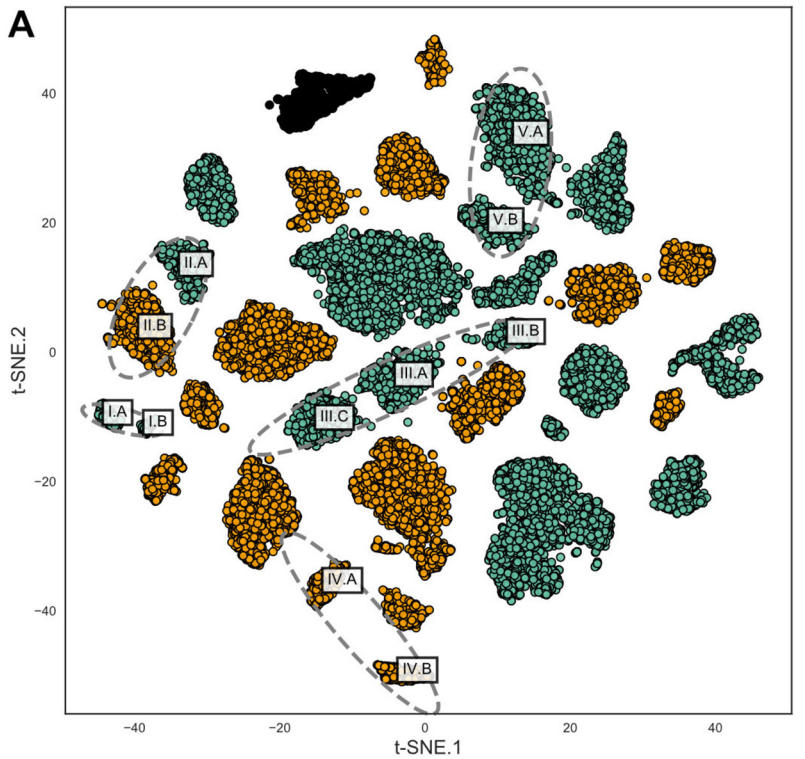 A
t-SNE.2
40
20
0
−20
−40
V.A
V.B
II.A
II.B
III.B
III.A
III.C
I.A
I.B
IV.A
IV.B
−40
−20
0
20
40
t-SNE.1